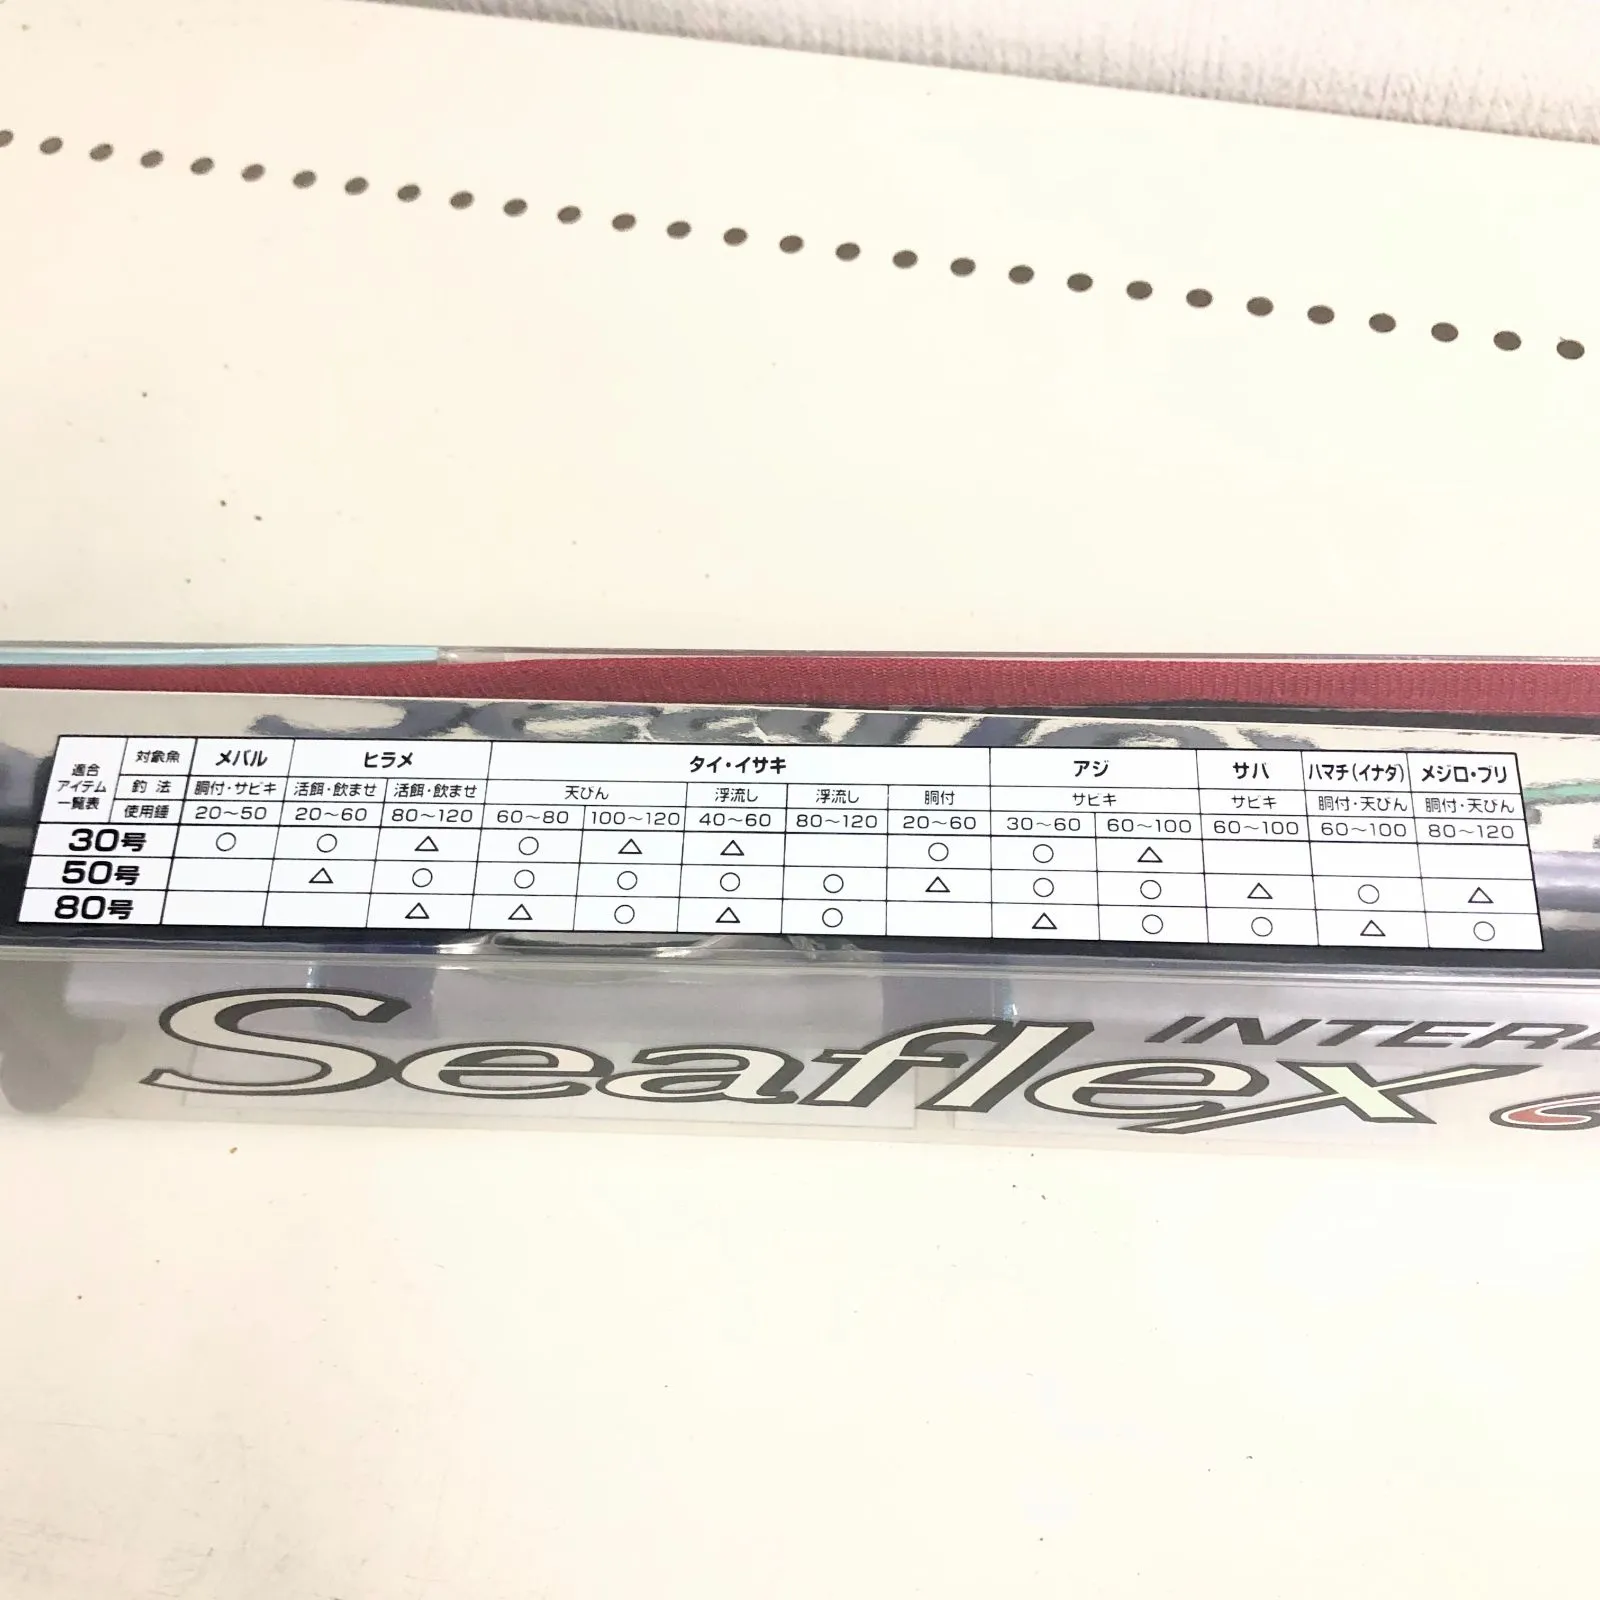 適合 アイテム 一覧表 対象魚 メバル ヒラメ タイ・イサキ アジ サバ ハマチ(イナダ) メジロ・ブリ
釣法 胴付・サビキ 活餌・飲ませ 活餌・飲ませ 天びん 浮流し 浮流し 胴付 サビキ サビキ 胴付・天びん 胴付・天びん
使用錘 20〜50 20〜60 80〜120 60〜80 100〜120 40〜60 80〜120 20〜60 30〜60 60〜100 60〜100 60〜100 80〜120
30号 ○ ○ △ ○ △ △ ○ ○ △
50号 △ ○ ○ ○ ○ ○ △ ○ ○ △ ○ △
80号 △ △ ○ △ ○ △ ○ ○ △ ○
INTER
Seaflex